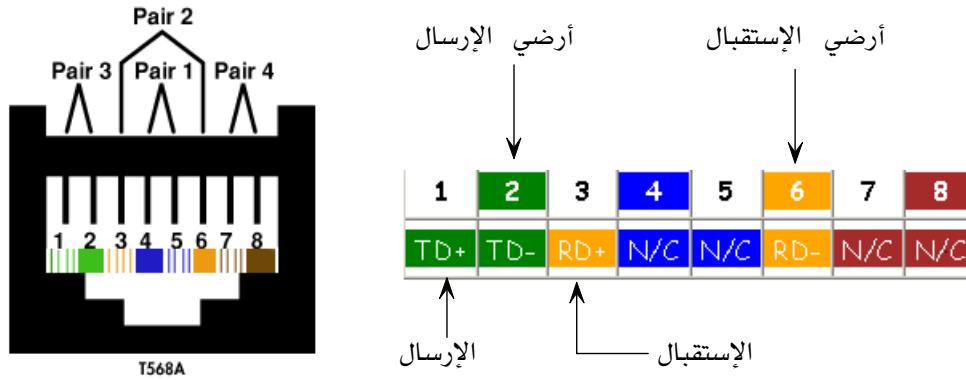 Pair 2
Pair 3 Pair 1 Pair 4
1 2 3 4 5 6 7 8
T568A
أرضي الإرسال
أرضي الإستقبال
1 2 3 4 5 6 7 8
TD+ TD- RD+ N/C N/C RD- N/C N/C
الإرسال
الإستقبال